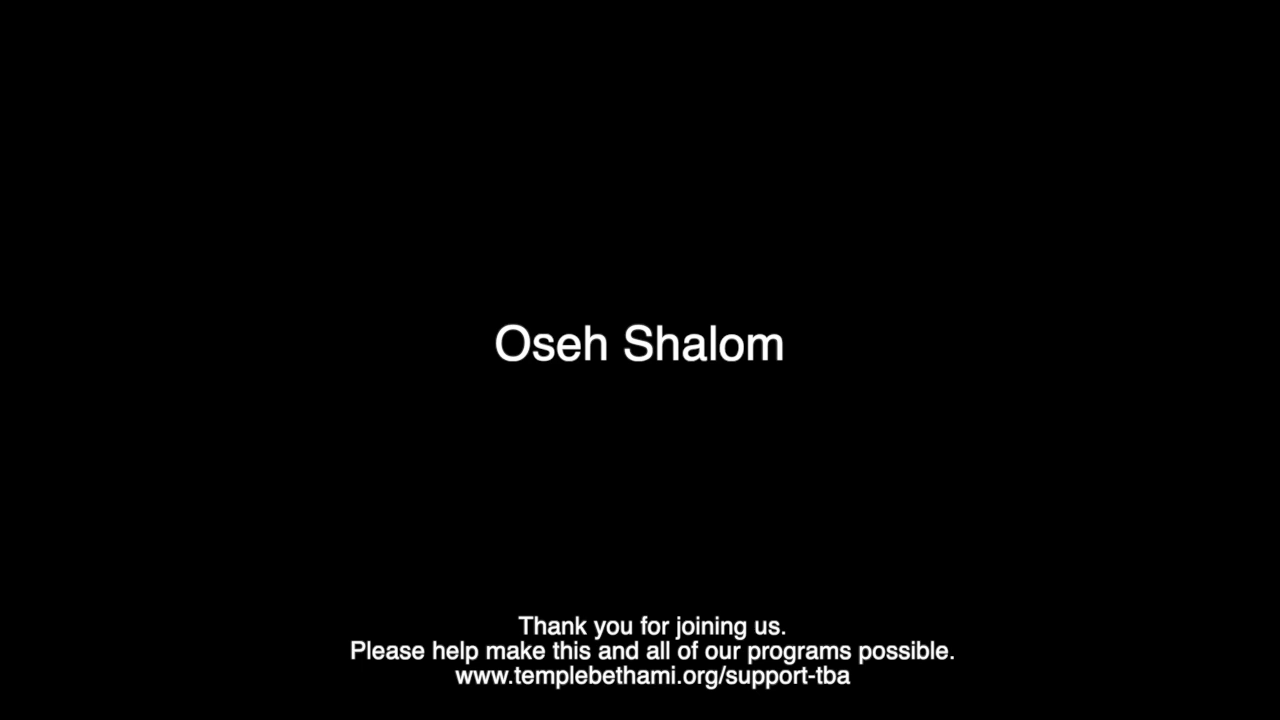 Oseh Shalom
Thank you for joining us.
Please help make this and all of our programs possible.
www.templebethami.org/support-tba